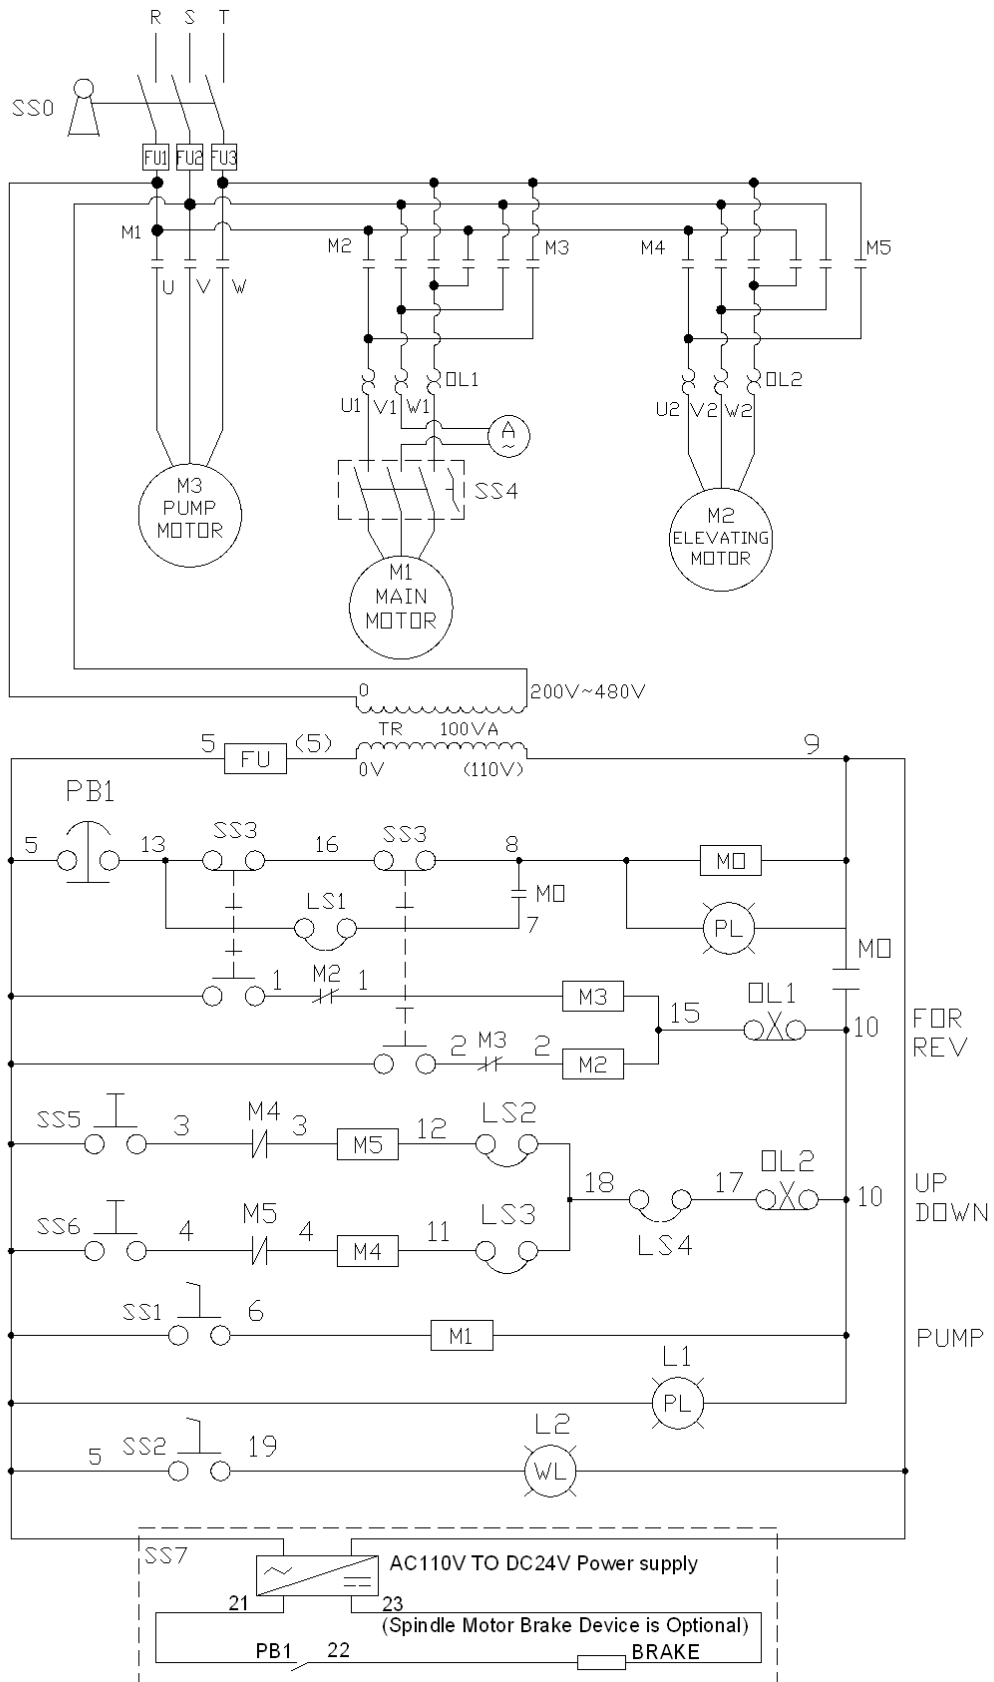 R S T
SS0
FU1 FU2 FU3
M1 M2 M3 M4 M5
U V W
OL1 OL2
U1 V1 W1 U2 V2 W2
A
~
SS4
M3
PUMP
MOTOR
M2
ELEVATING
MOTOR
M1
MAIN
MOTOR
0 200V~480V
TR 100VA
5 FU (5) 9
0V (110V)
PB1
5 13 SS3 16 SS3 8 M0
LS1 M0 PL
7
M0
1 M2 1 M3 OL1
15 10
FOR
REV
2 M3 2 M2
SS5 3 M4 3 M5 12 LS2
18 17 OL2 10
UP
DOWN
LS4
SS6 4 M5 4 M4 11 LS3
SS1 6 M1 PUMP
L1
PL
L2
5 SS2 19 WL
SS7
AC110V TO DC24V Power supply
21 23
(Spindle Motor Brake Device is Optional)
PB1 22 BRAKE